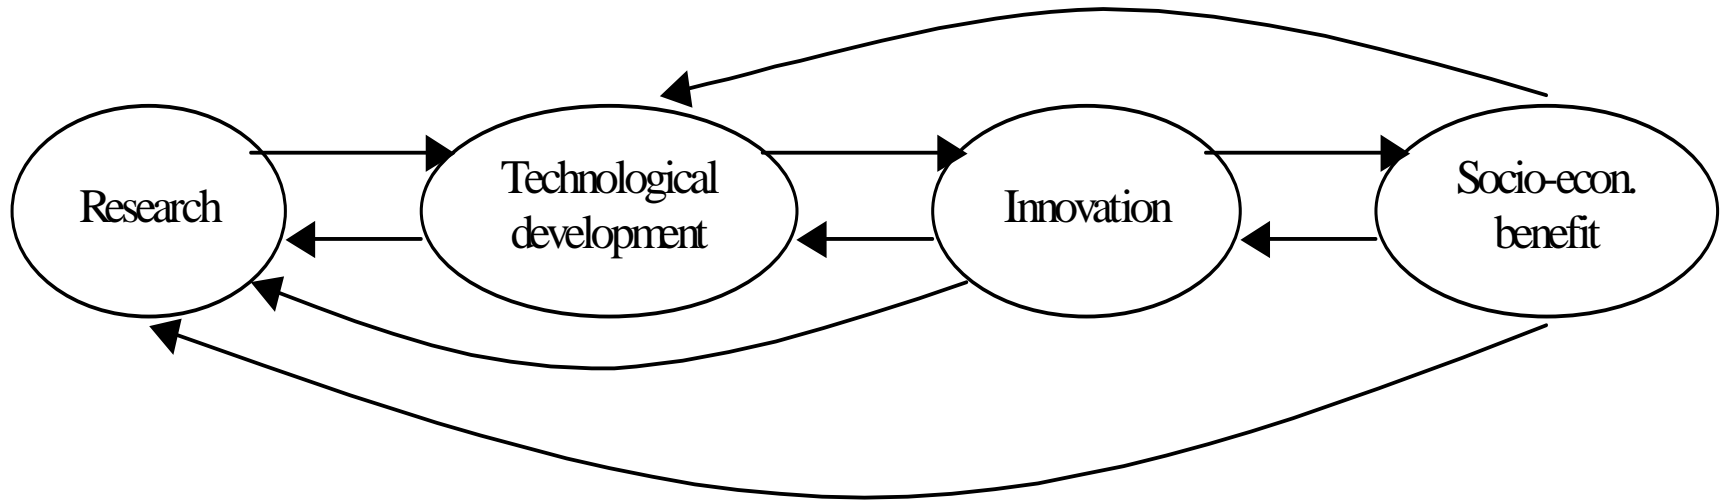 Research
Technological
development
Innovation
Socio-econ.
benefit